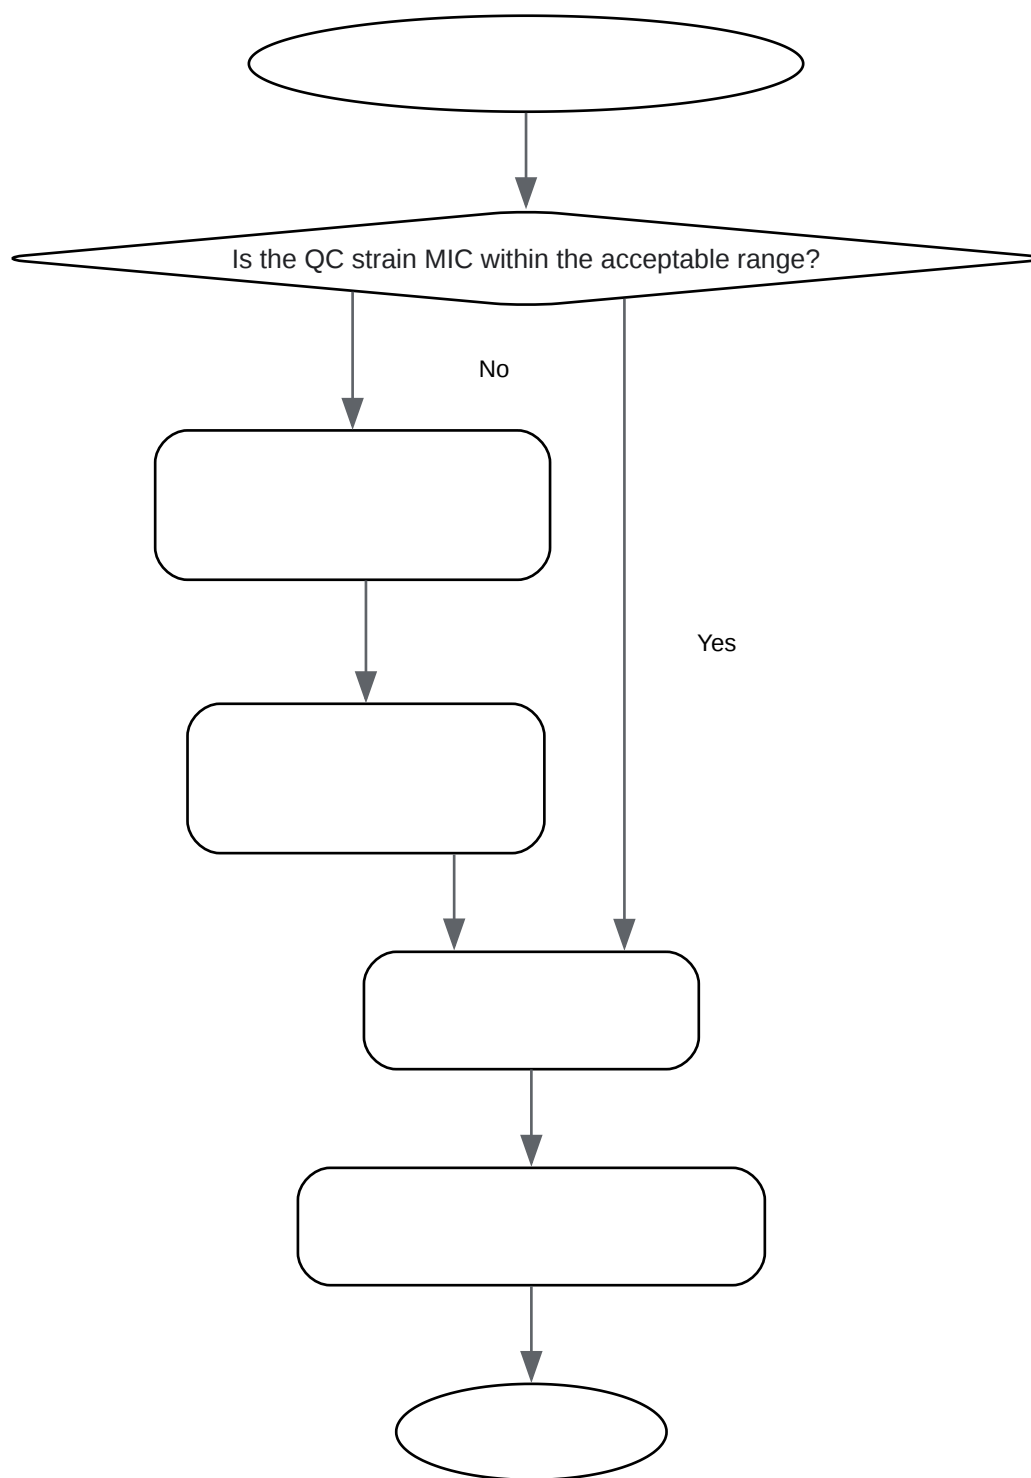 Is the QC strain MIC within the acceptable range?
No
Yes